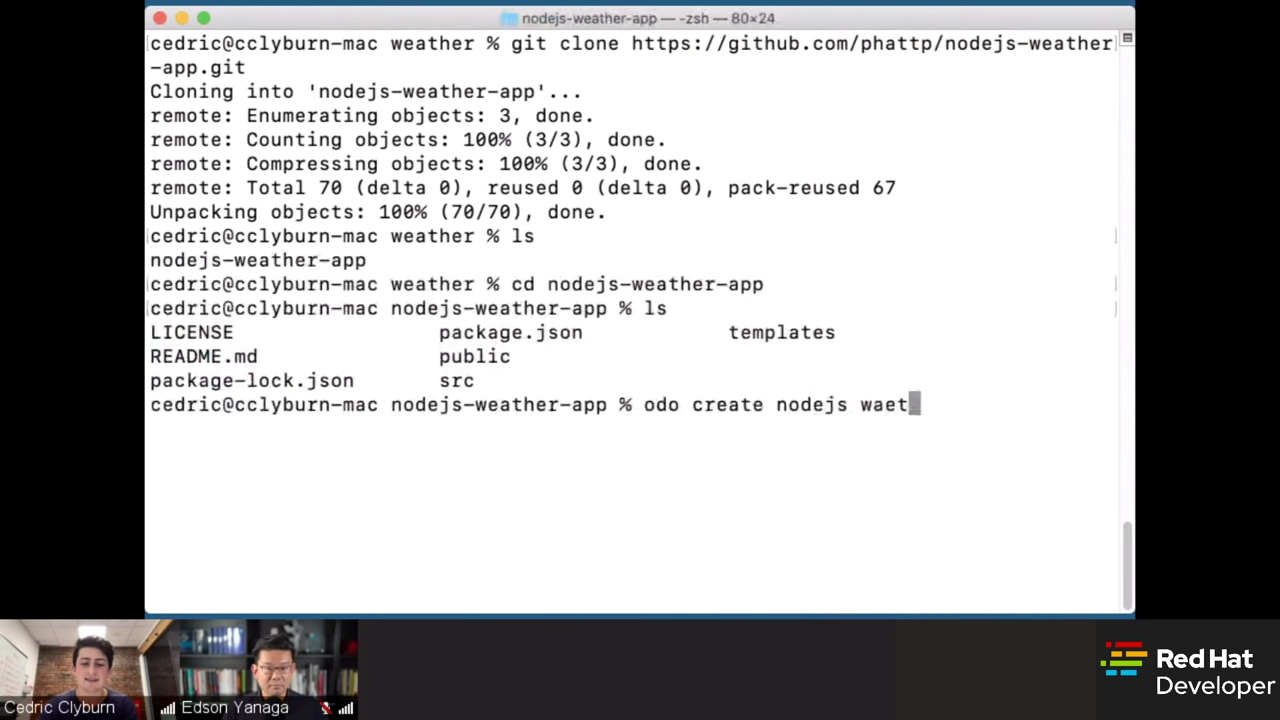 nodejs-weather-app — -zsh — 80×24
cedric@cclyburn-mac weather % git clone https://github.com/phattp/nodejs-weather
-app.git
Cloning into 'nodejs-weather-app'...
remote: Enumerating objects: 3, done.
remote: Counting objects: 100% (3/3), done.
remote: Compressing objects: 100% (3/3), done.
remote: Total 70 (delta 0), reused 0 (delta 0), pack-reused 67
Unpacking objects: 100% (70/70), done.
cedric@cclyburn-mac weather % ls
nodejs-weather-app
cedric@cclyburn-mac weather % cd nodejs-weather-app
cedric@cclyburn-mac nodejs-weather-app % ls
LICENSE package.json templates
README.md public
package-lock.json src
cedric@cclyburn-mac nodejs-weather-app % odo create nodejs waet
Cedric Clyburn
Edson Yanaga
Red Hat
Developer